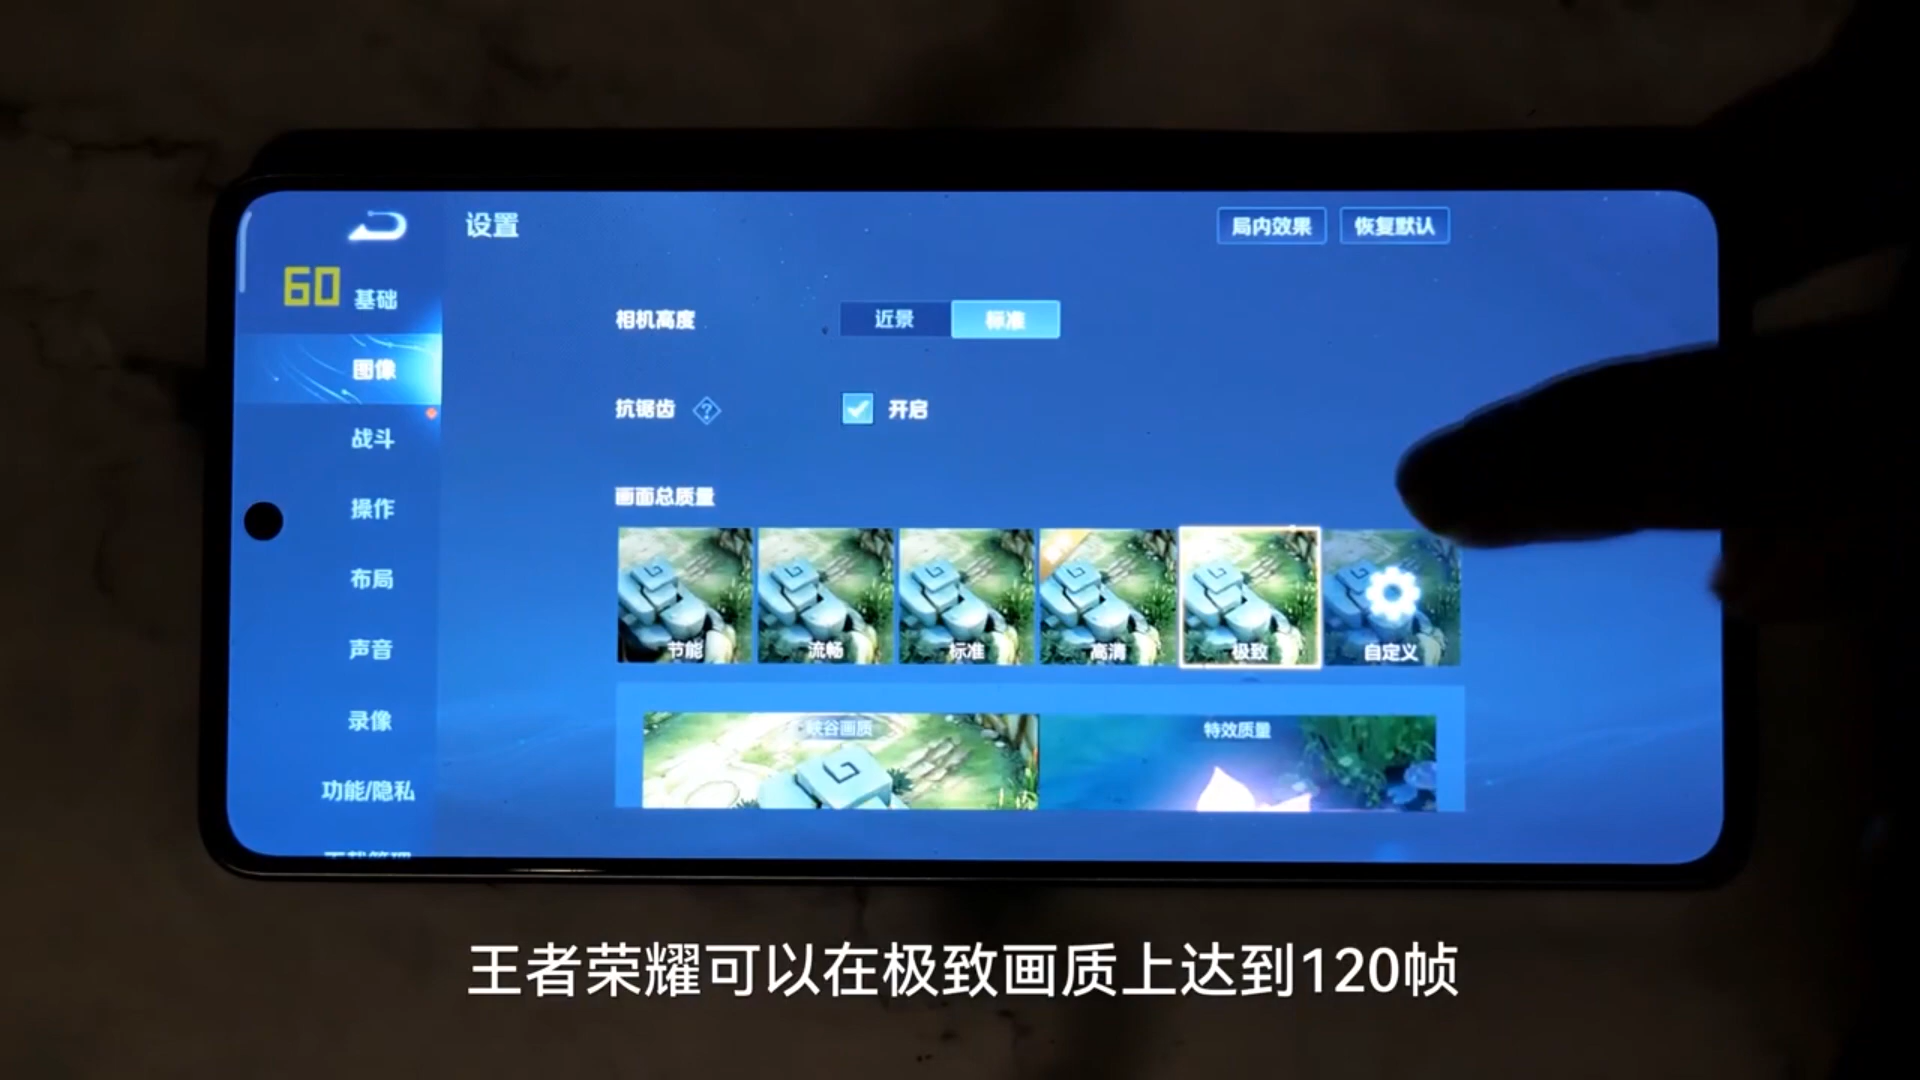 设置
局内效果
恢复默认
60
基础
图像
战斗
操作
布局
声音
录像
功能/隐私
下载管理
相机高度
近景
标准
抗锯齿
?
开启
画面总质量
节能
流畅
标准
高清
极致
自定义
峡谷画质
特效质量
王者荣耀可以在极致画质上达到120帧